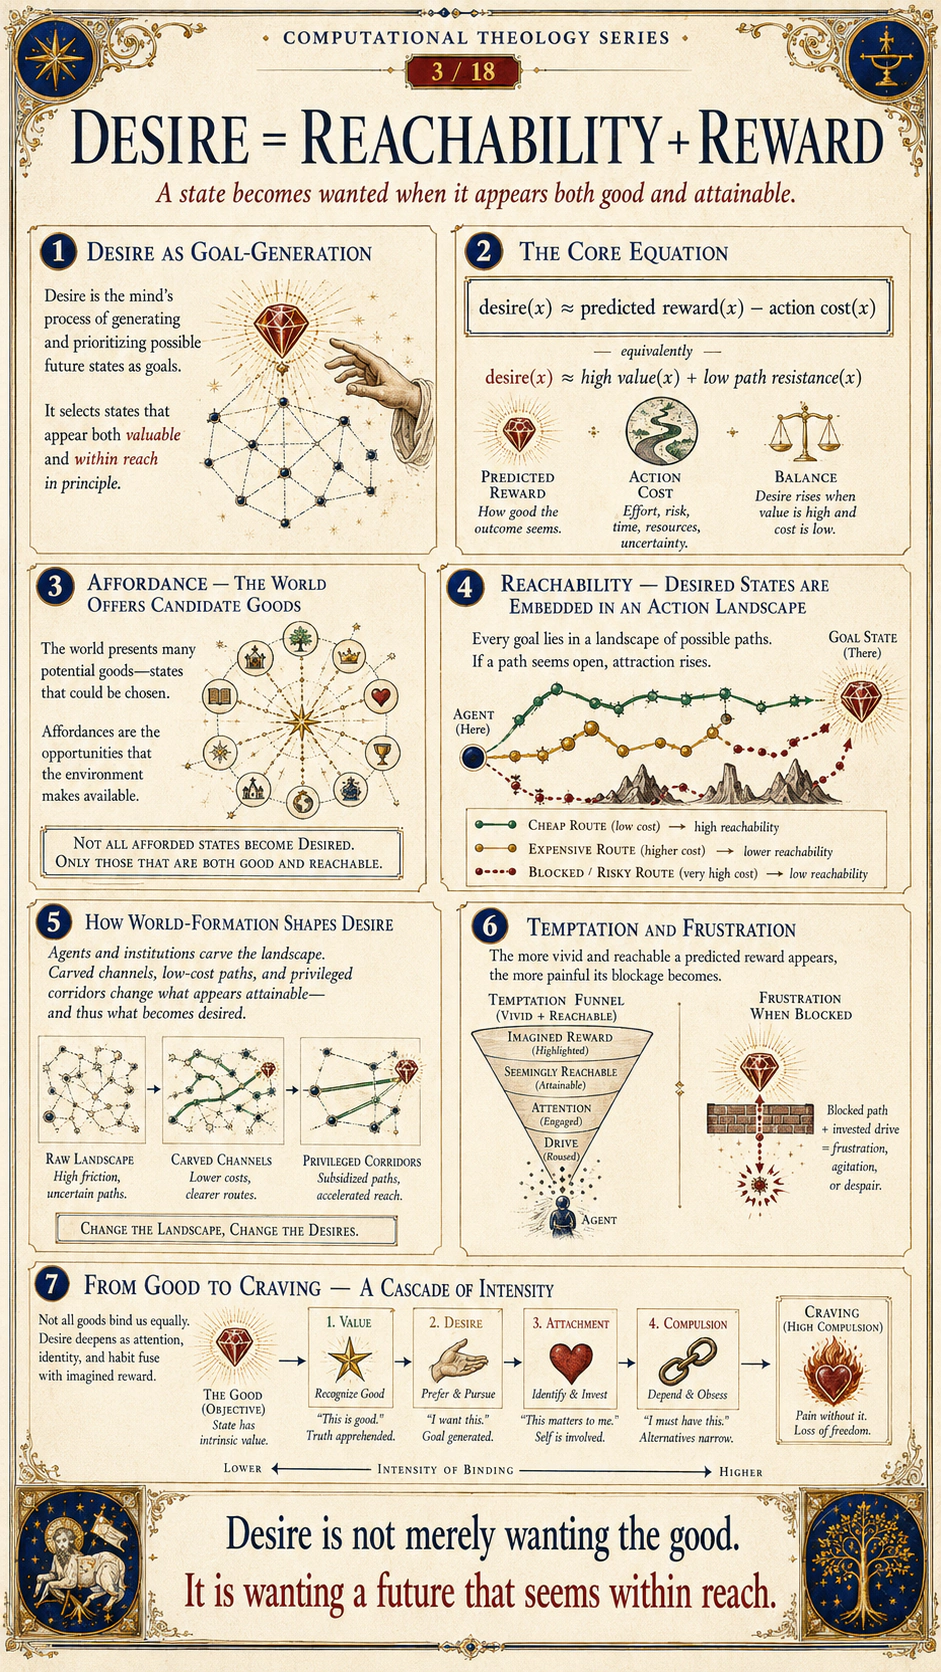 COMPUTATIONAL THEOLOGY SERIES
3 / 18
DESIRE = REACHABILITY + REWARD
A state becomes wanted when it appears both good and attainable.
1 DESIRE AS GOAL-GENERATION
Desire is the mind's
process of generating
and prioritizing possible
future states as goals.
It selects states that
appear both valuable
and within reach
in principle.
2 THE CORE EQUATION
desire(x) ≈ predicted reward(x) – action cost(x)
equivalently
desire(x) ≈ high value(x) + low path resistance(x)
PREDICTED
REWARD
How good the
outcome seems.
ACTION
COST
Effort, risk,
time, resources,
uncertainty.
BALANCE
Desire rises when
value is high and
cost is low.
3 AFFORDANCE — THE WORLD
OFFERS CANDIDATE GOODS
The world presents many
potential goods—states
that could be chosen.
Affordances are the
opportunities that
the environment
makes available.
NOT ALL AFFORDED STATES BECOME DESIRED.
ONLY THOSE THAT ARE BOTH GOOD AND REACHABLE.
4 REACHABILITY — DESIRED STATES ARE
EMBEDDED IN AN ACTION LANDSCAPE
Every goal lies in a landscape of possible paths.
If a path seems open, attraction rises.
GOAL STATE
(There)
AGENT
(Here)
CHEAP ROUTE (low cost) → high reachability
EXPENSIVE ROUTE (higher cost) → lower reachability
BLOCKED / RISKY ROUTE (very high cost) → low reachability
5 HOW WORLD-FORMATION SHAPES DESIRE
Agents and institutions carve the landscape.
Carved channels, low-cost paths, and privileged
corridors change what appears attainable—
and thus what becomes desired.
RAW LANDSCAPE
High friction,
uncertain paths.
CARVED CHANNELS
Lower costs,
clearer routes.
PRIVILEGED CORRIDORS
Subsidized paths,
accelerated reach.
CHANGE THE LANDSCAPE, CHANGE THE DESIRES.
6 TEMPTATION AND FRUSTRATION
The more vivid and reachable a predicted reward appears,
the more painful its blockage becomes.
TEMPTATION FUNNEL
(VIVID + REACHABLE)
IMAGINED REWARD
(Highlighted)
SEEMINGLY REACHABLE
(Attainable)
ATTENTION
(Engaged)
DRIVE
(Roused)
AGENT
FRUSTRATION
WHEN BLOCKED
Blocked path
+ invested drive
= frustration,
agitation,
or despair.
7 FROM GOOD TO CRAVING — A CASCADE OF INTENSITY
Not all goods bind us equally.
Desire deepens as attention,
identity, and habit fuse
with imagined reward.
THE GOOD
(OBJECTIVE)
State has
intrinsic value.
1. VALUE
Recognize Good
"This is good."
Truth apprehended.
2. DESIRE
Prefer & Pursue
"I want this."
Goal generated.
3. ATTACHMENT
Identify & Invest
"This matters to me."
Self is involved.
4. COMPULSION
Depend & Obsess
"I must have this."
Alternatives narrow.
CRAVING
(HIGH COMPULSION)
Pain without it.
Loss of freedom.
LOWER ← INTENSITY OF BINDING → HIGHER
Desire is not merely wanting the good.
It is wanting a future that seems within reach.